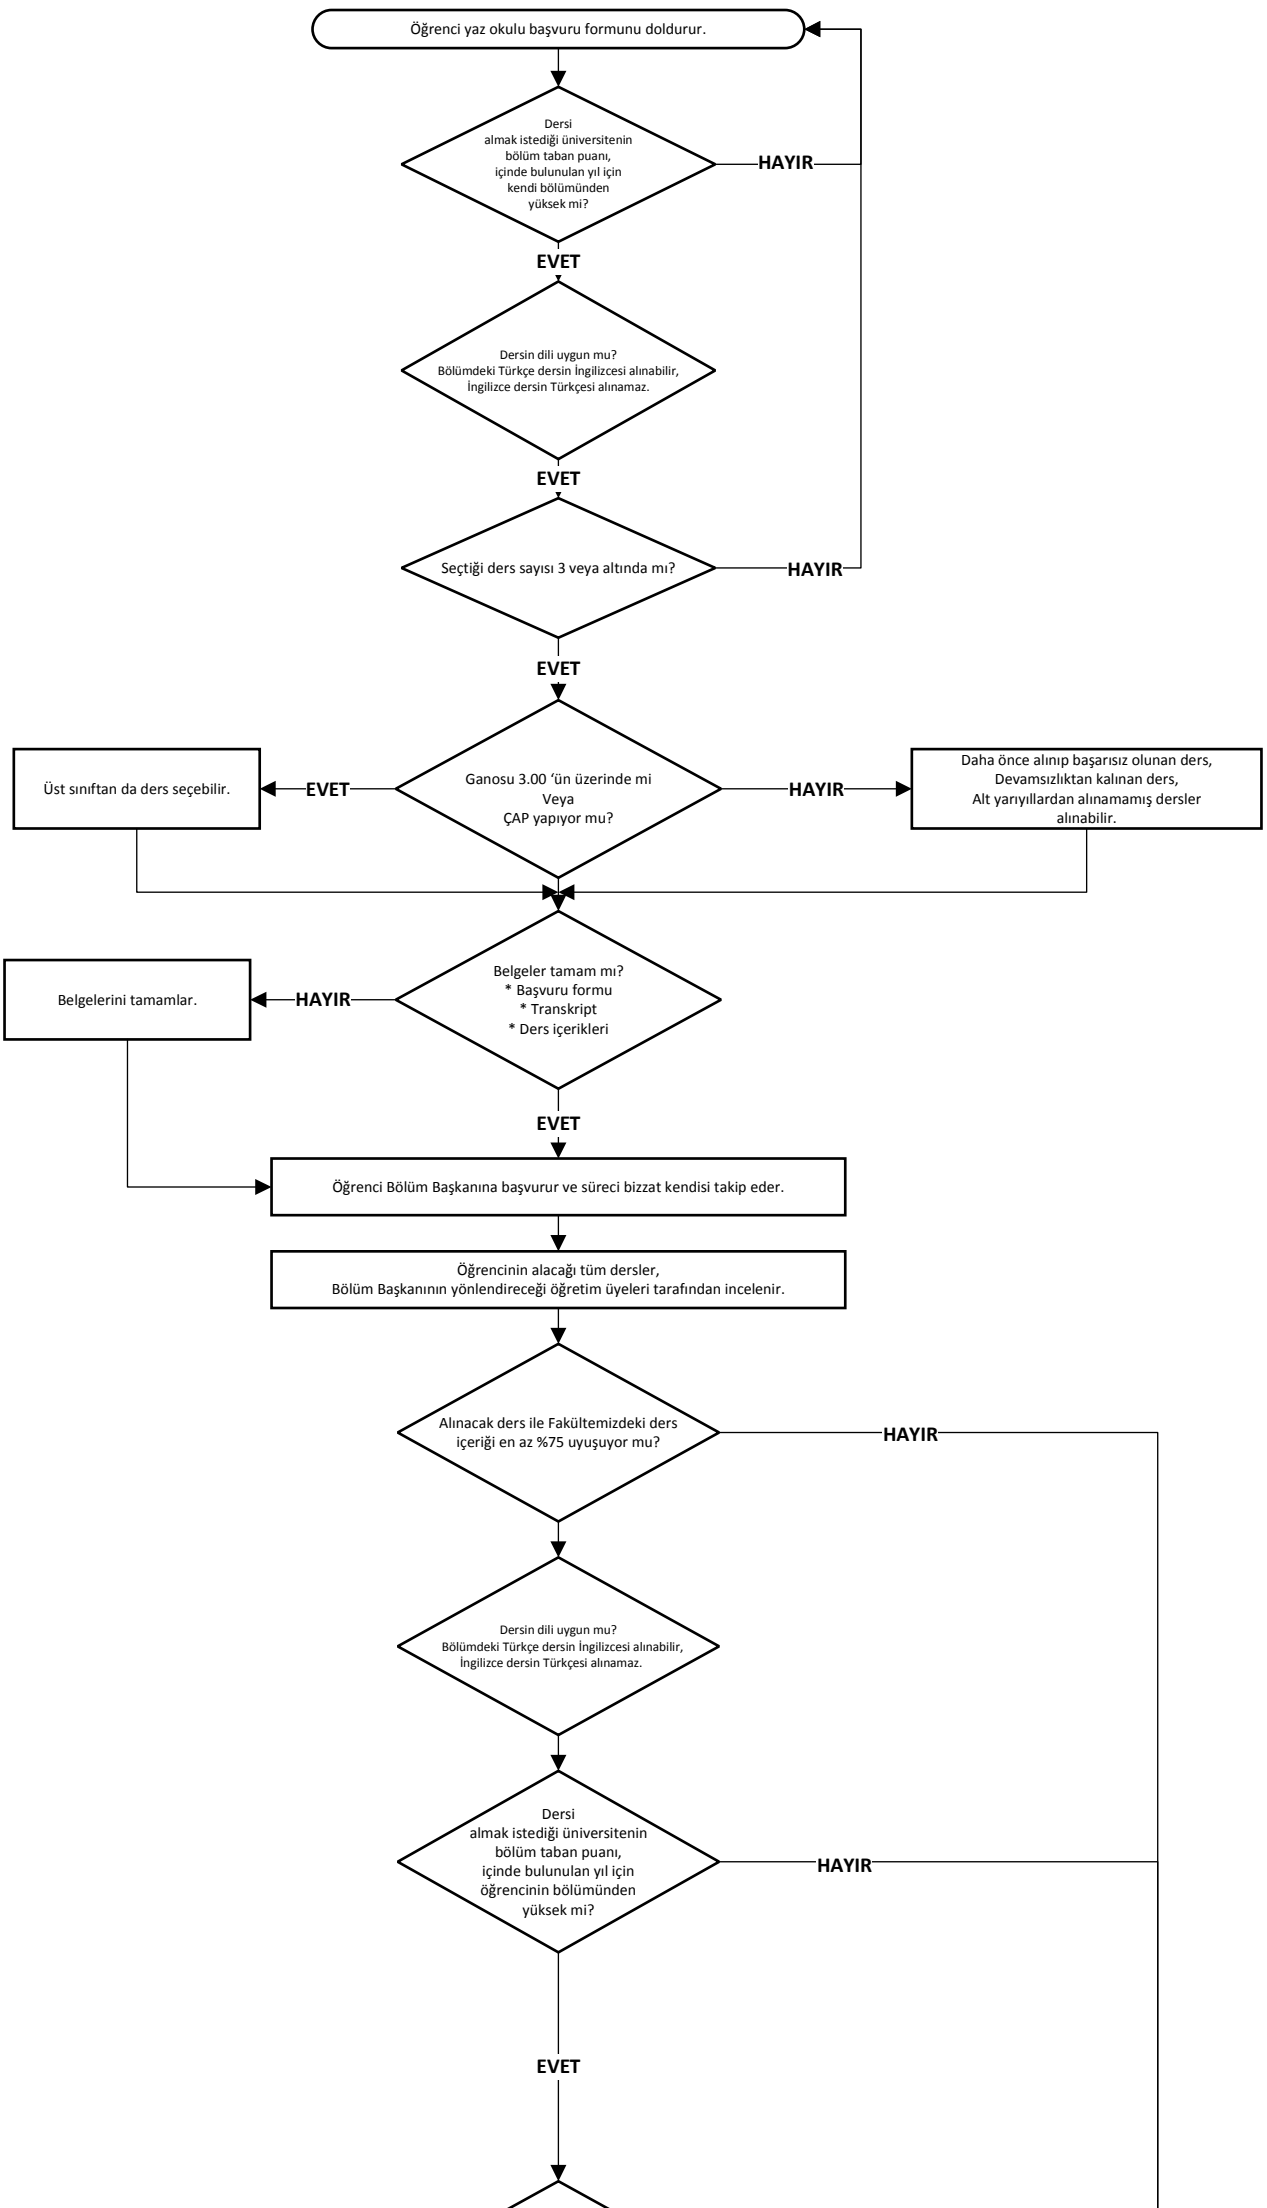 Öğrenci yaz okulu başvuru formunu doldurur.
Dersi
almak istediği üniversitenin
bölüm taban puanı,
içinde bulunulan yıl için
kendi bölümünden
yüksek mi?
HAYIR
EVET
Dersin dili uygun mu?
Bölümdeki Türkçe dersin İngilizcesi alınabilir,
İngilizce dersin Türkçesi alınamaz.
EVET
Seçtiği ders sayısı 3 veya altında mı?
HAYIR
EVET
Üst sınıftan da ders seçebilir.
EVET
Ganosu 3.00 ‘ün üzerinde mi
Veya
ÇAP yapıyor mu?
HAYIR
Daha önce alınıp başarısız olunan ders,
Devamsızlıktan kalınan ders,
Alt yarıyıllardan alınamamış dersler
alınabilir.
Belgelerini tamamlar.
HAYIR
Belgeler tamam mı?
* Başvuru formu
* Transkript
* Ders içerikleri
EVET
Öğrenci Bölüm Başkanına başvurur ve süreci bizzat kendisi takip eder.
Öğrencinin alacağı tüm dersler,
Bölüm Başkanının yönlendireceği öğretim üyeleri tarafından incelenir.
Alınacak ders ile Fakültemizdeki ders
içeriği en az %75 uyuşuyor mu?
HAYIR
Dersin dili uygun mu?
Bölümdeki Türkçe dersin İngilizcesi alınabilir,
İngilizce dersin Türkçesi alınamaz.
Dersi
almak istediği üniversitenin
bölüm taban puanı,
içinde bulunulan yıl için
öğrencinin bölümünden
yüksek mi?
HAYIR
EVET